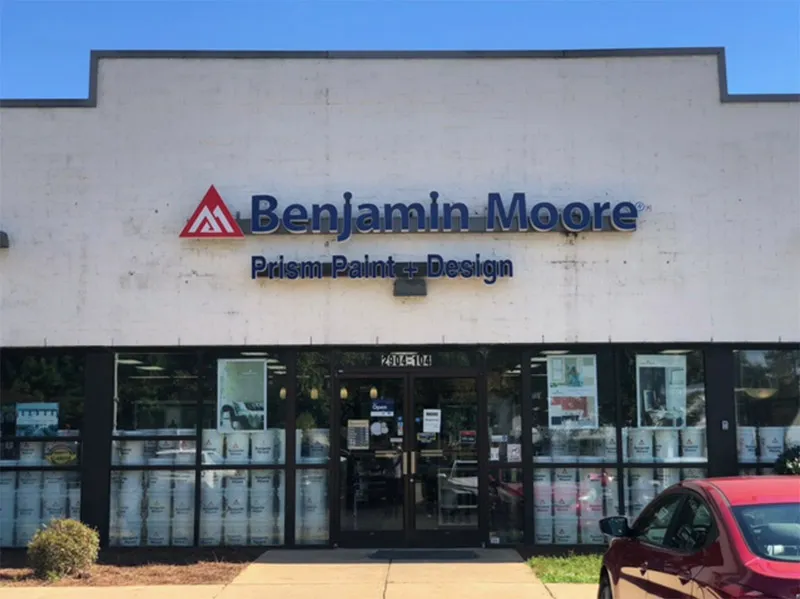 Benjamin Moore®
Prism Paint + Design
2904-104
Open